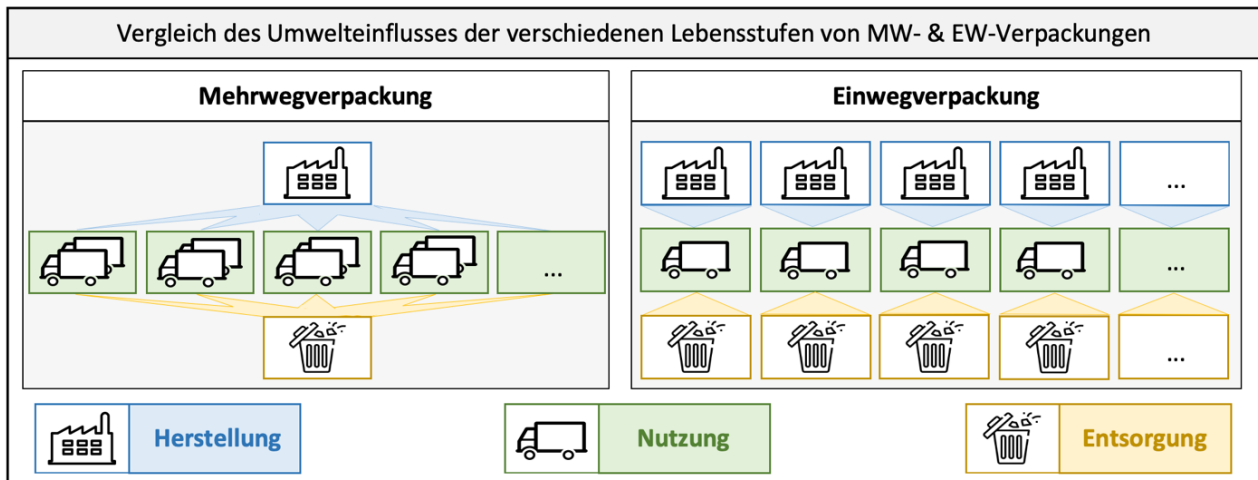 Vergleich des Umwelteinflusses der verschiedenen Lebensstufen von MW- & EW-Verpackungen
Mehrwegverpackung
...
Einwegverpackung
...
...
...
Herstellung
Nutzung
Entsorgung